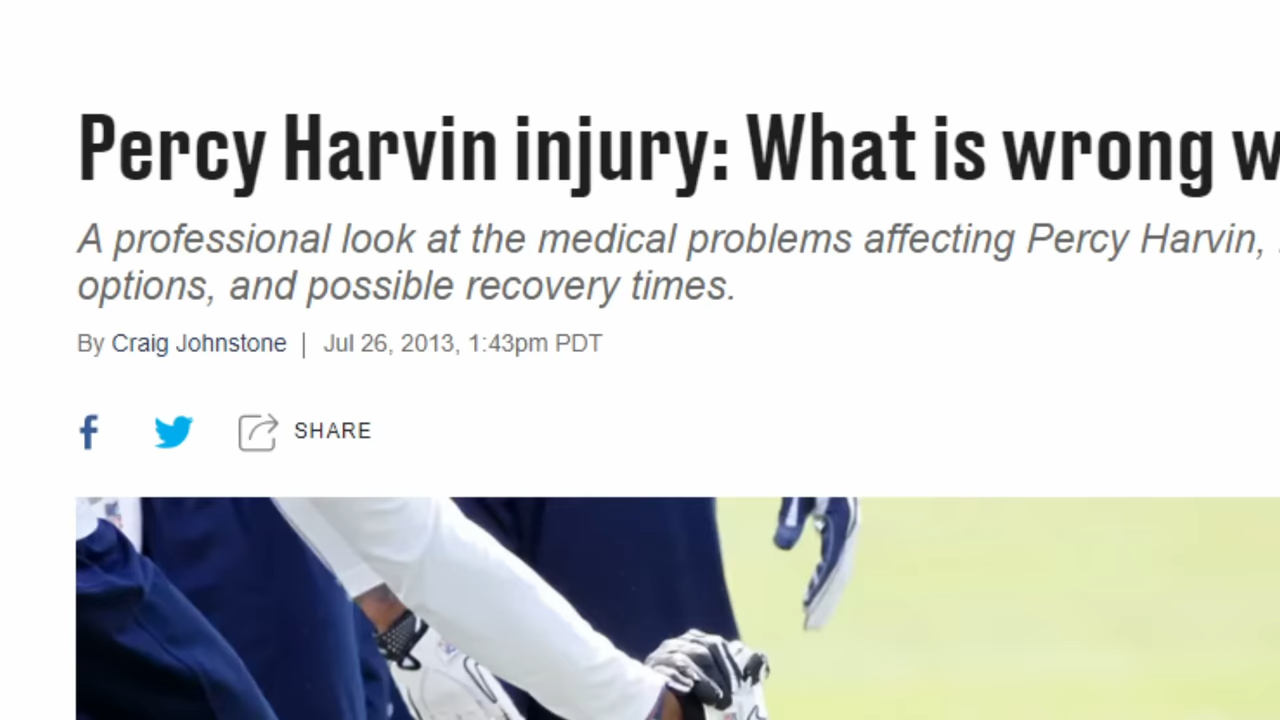 Percy Harvin injury: What is wrong w
A professional look at the medical problems affecting Percy Harvin,
options, and possible recovery times.
By Craig Johnstone | Jul 26, 2013, 1:43pm PDT
SHARE